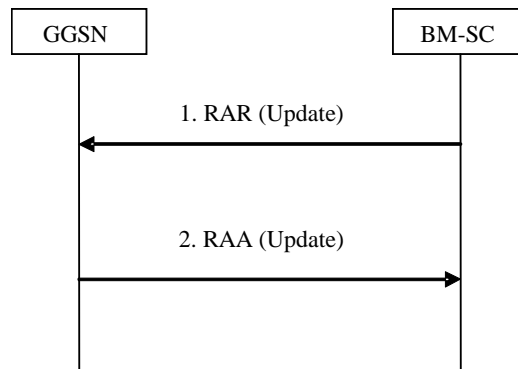 GGSN
BM-SC
1. RAR (Update)
2. RAA (Update)